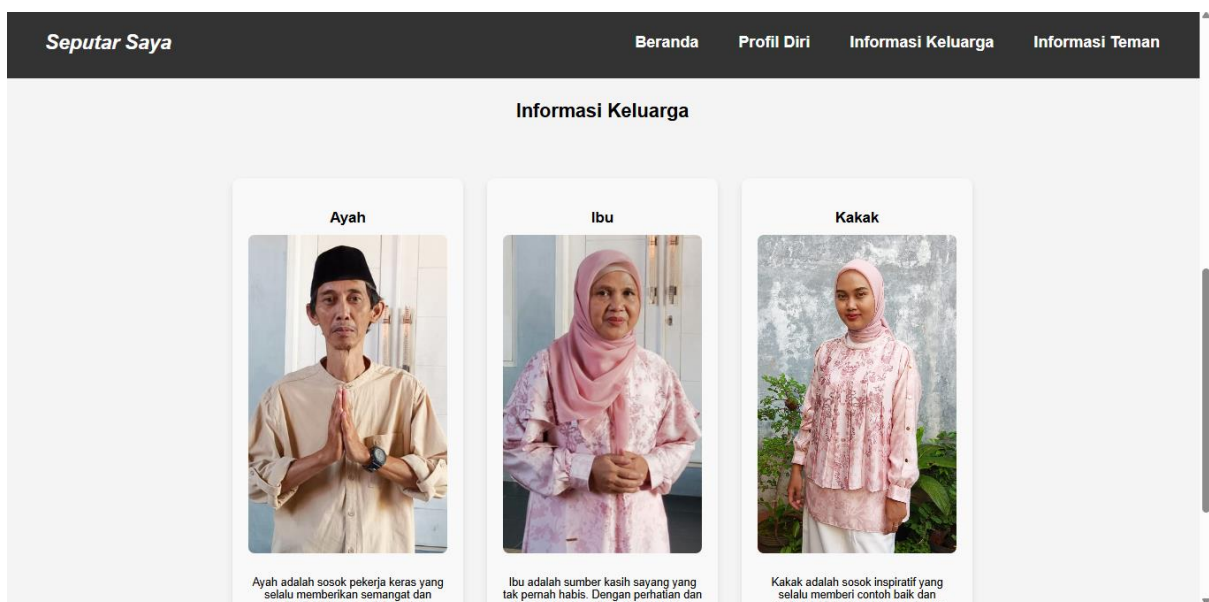 Seputar Saya
Beranda Profil Diri Informasi Keluarga Informasi Teman
Informasi Keluarga
Ayah
Ayah adalah sosok pekerja keras yang
selalu memberikan semangat dan
Ibu
Ibu adalah sumber kasih sayang yang
tak pernah habis. Dengan perhatian dan
Kakak
Kakak adalah sosok inspiratif yang
selalu memberi contoh baik dan